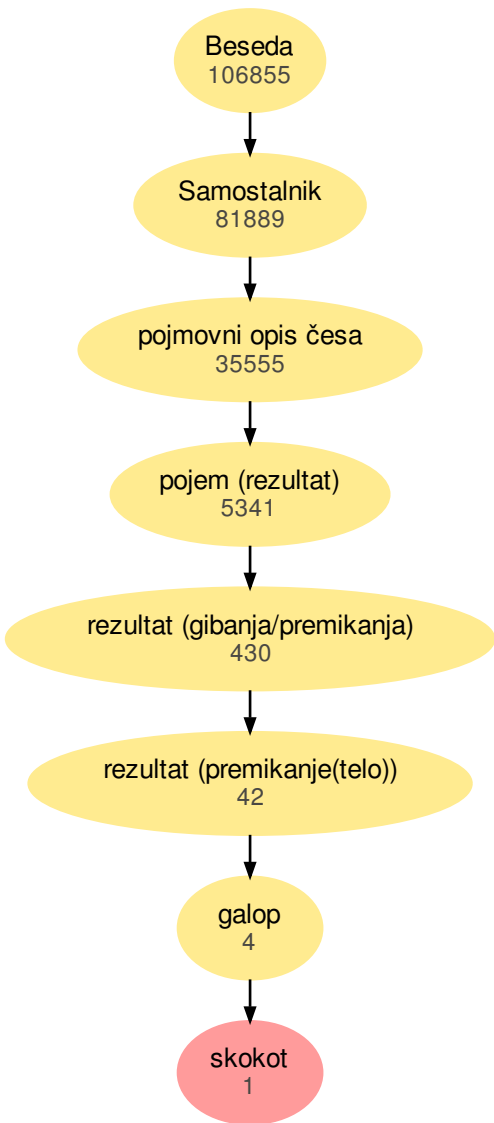 Beseda
106855
Samostalnik
81889
pojmovni opis česa
35555
pojem (rezultat)
5341
rezultat (gibanja/premikanja)
430
rezultat (premikanje(telo))
42
galop
4
skokot
1